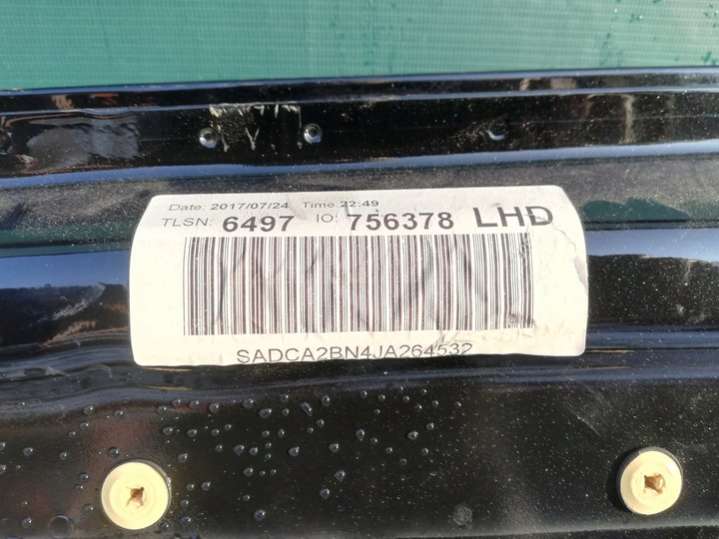 Date: 2017/07/24 Time: 22:49
TLSN: 6497 IO: 756378 LHD
SADCA2BN4JA264532